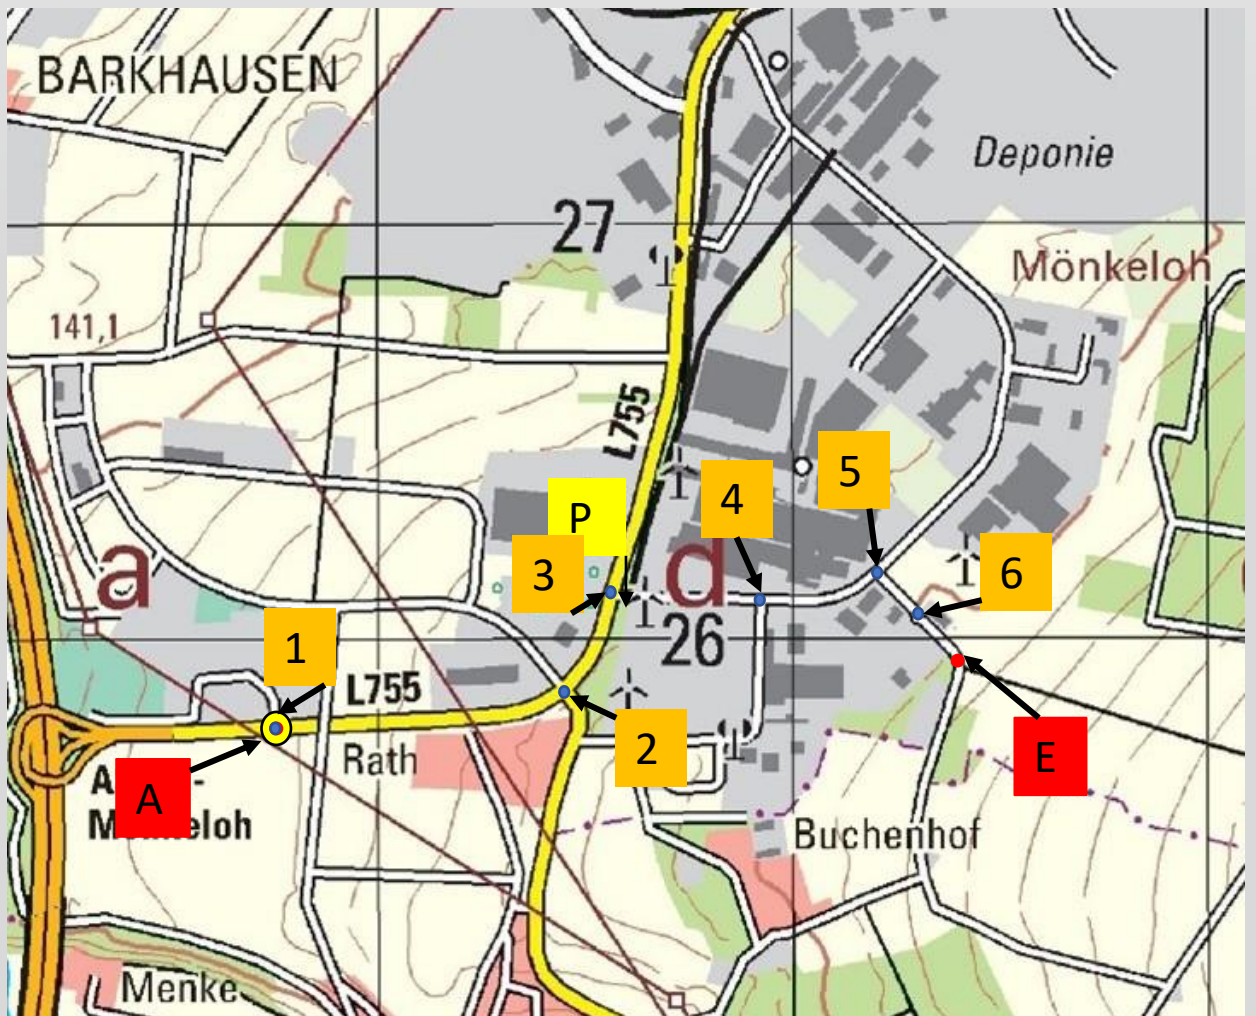 BARKHAUSEN
Deponie
27
Mönkeloh
141,1
L755
P
5
4
3
6
a
d
26
1
L755
2
Rath
E
A
Buchenhof
Menke